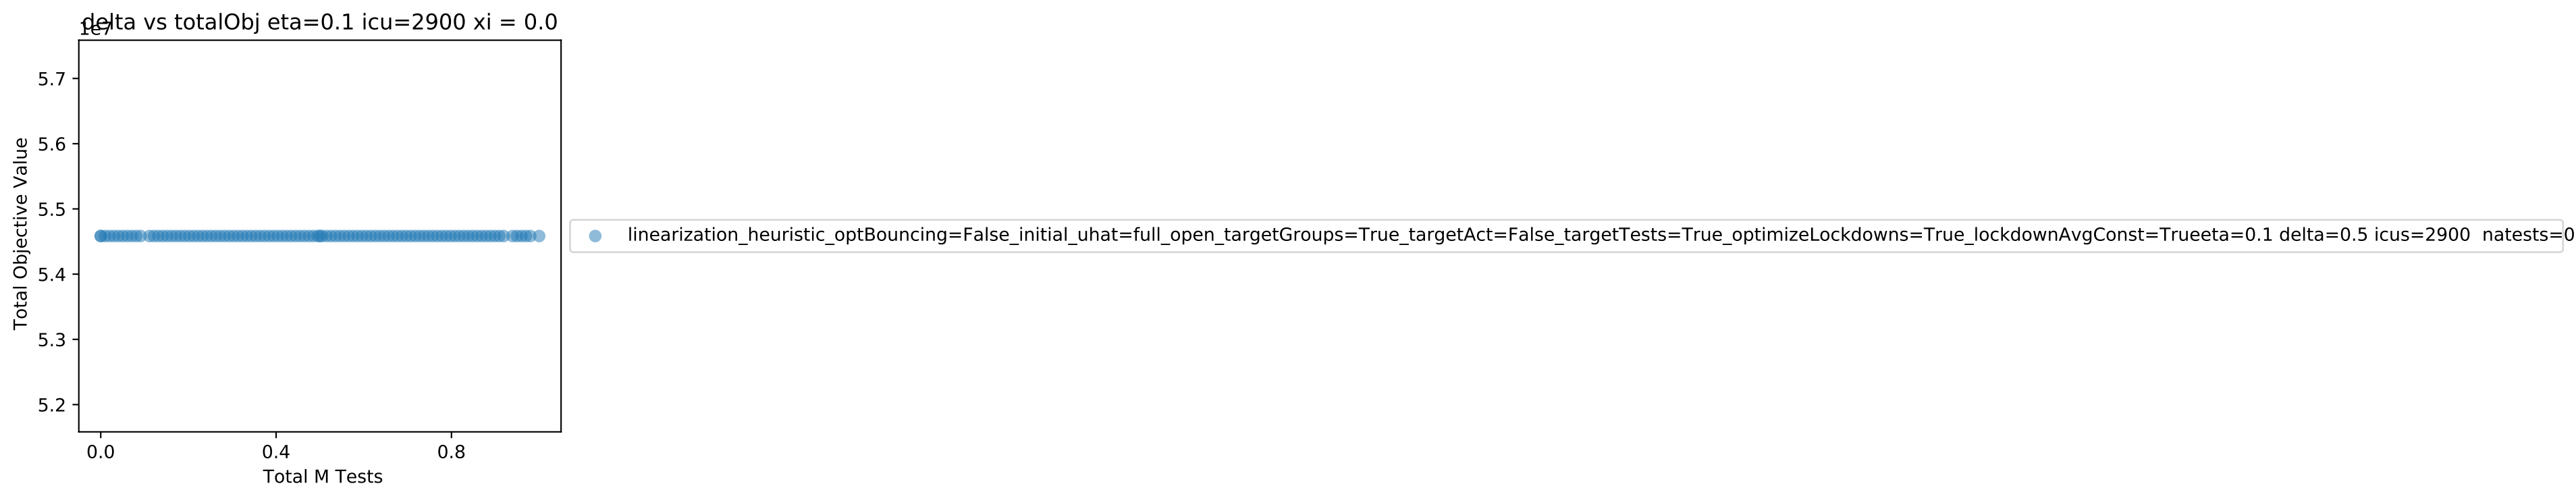 delta vs totalObj eta=0.1 icu=2900 xi = 0.0
1e7
5.7
5.6
5.5
5.4
5.3
5.2
Total Objective Value
0.0 0.4 0.8
Total M Tests
linearization_heuristic_optBouncing=False_initial_uhat=full_open_targetGroups=True_targetAct=False_targetTests=True_optimizeLockdowns=True_lockdownAvgConst=Trueeta=0.1 delta=0.5 icus=2900 natests=0